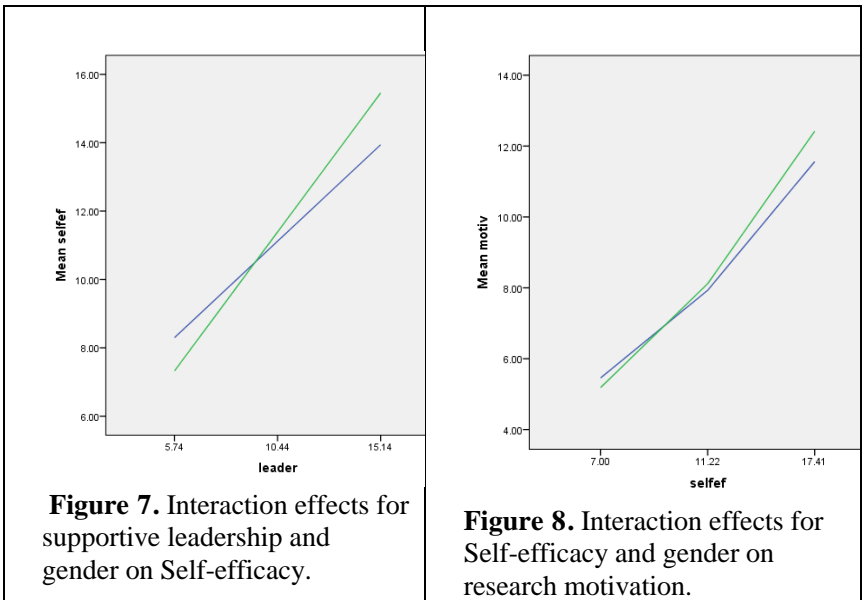 16.00
14.00
12.00
10.00
8.00
6.00
Mean selfef
5.74 10.44 15.14
leader
Figure 7. Interaction effects for
supportive leadership and
gender on Self-efficacy.
14.00
12.00
10.00
8.00
6.00
4.00
Mean motiv
7.00 11.22 17.41
selfef
Figure 8. Interaction effects for
Self-efficacy and gender on
research motivation.